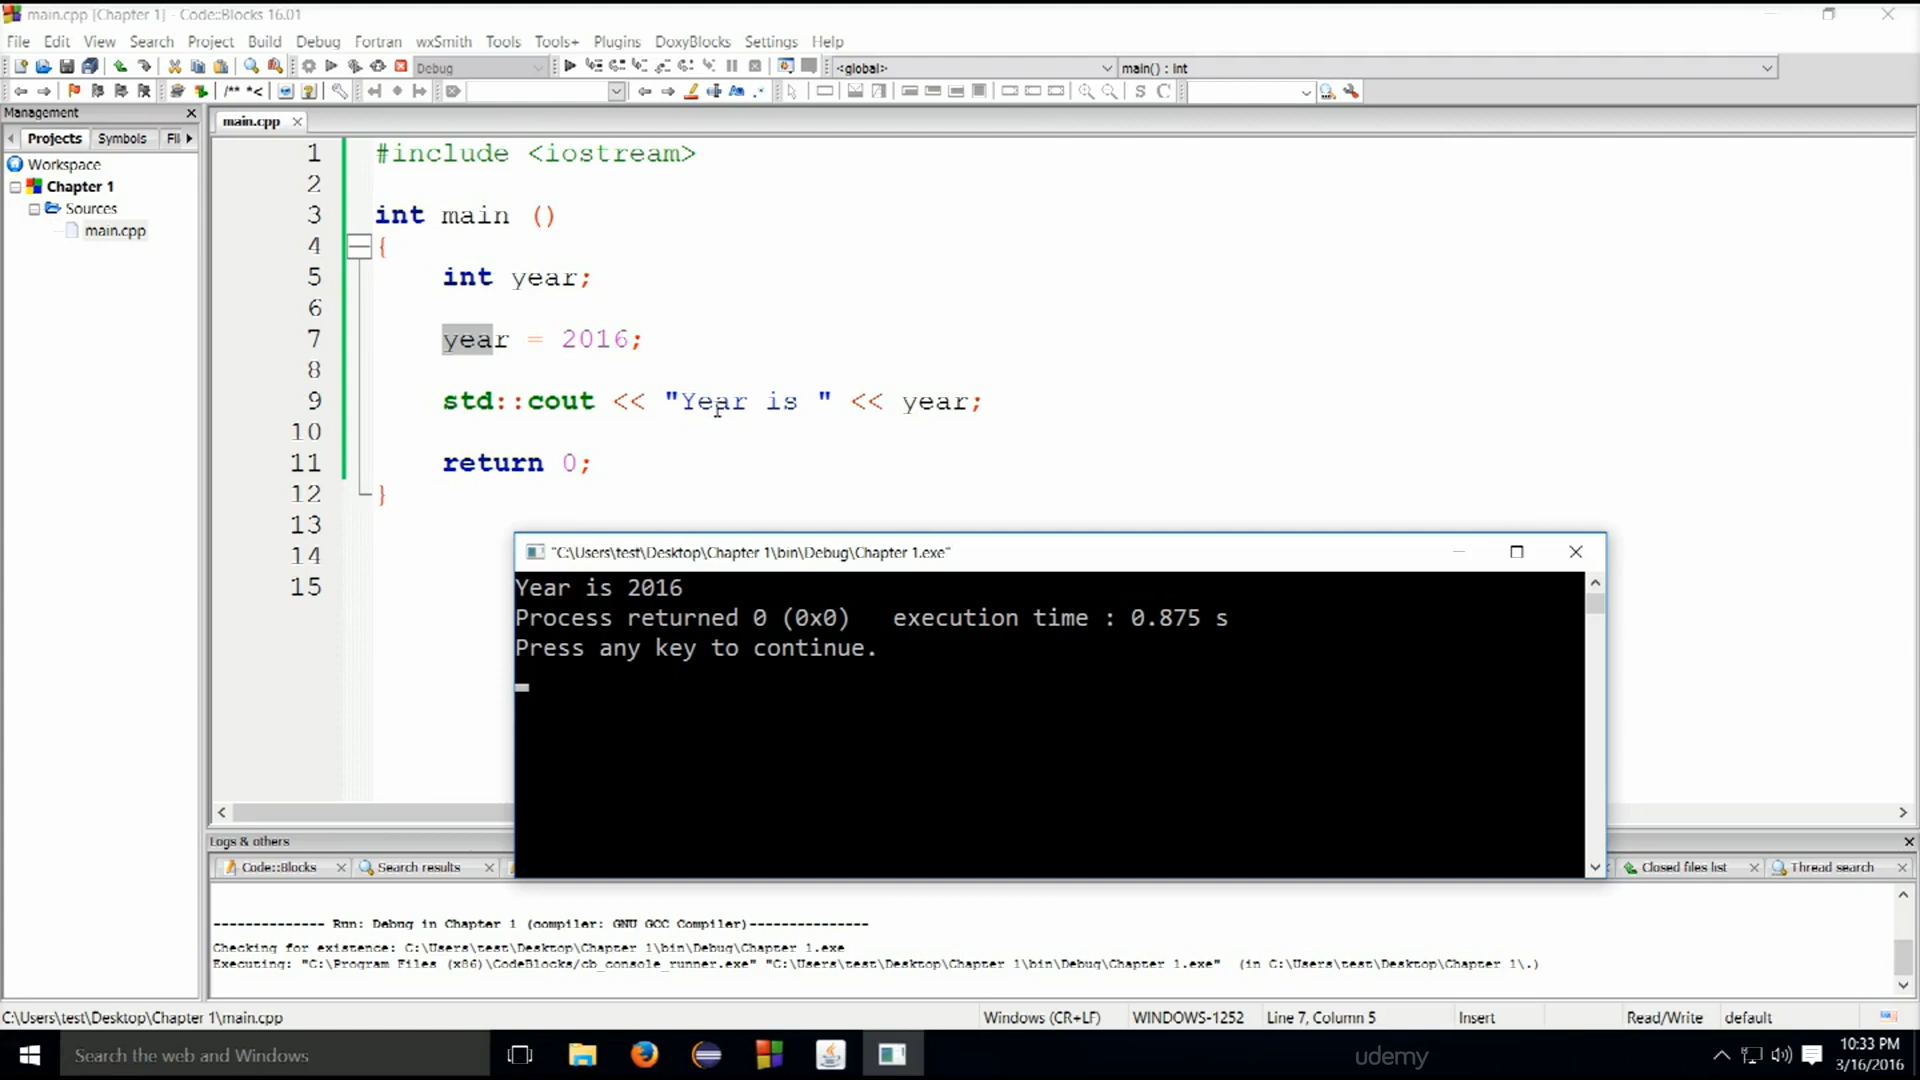 main.cpp [Chapter 1] - Code::Blocks 16.01
File Edit View Search Project Build Debug Fortran wxSmith Tools Tools+ Plugins DoxyBlocks Settings Help
Debug <global> main() : int
/** *< S C
Management
Projects Symbols Fil
main.cpp
Workspace
Chapter 1
Sources
main.cpp
1 #include <iostream>
2
3 int main ()
4 {
5 int year;
6
7 year = 2016;
8
9 std::cout << "Year is " << year;
10
11 return 0;
12 }
13
14
15
"C:\Users\test\Desktop\Chapter 1\bin\Debug\Chapter 1.exe"
Year is 2016
Process returned 0 (0x0)   execution time : 0.875 s
Press any key to continue.
Logs & others
Code::Blocks Search results Closed files list Thread search
-------------- Run: Debug in Chapter 1 (compiler: GNU GCC Compiler)---------------
Checking for existence: C:\Users\test\Desktop\Chapter 1\bin\Debug\Chapter 1.exe
Executing: "C:\Program Files (x86)\CodeBlocks/cb_console_runner.exe" "C:\Users\test\Desktop\Chapter 1\bin\Debug\Chapter 1.exe"  (in C:\Users\test\Desktop\Chapter 1\.)
C:\Users\test\Desktop\Chapter 1\main.cpp Windows (CR+LF) WINDOWS-1252 Line 7, Column 5 Insert Read/Write default
Search the web and Windows
udemy
10:33 PM
3/16/2016